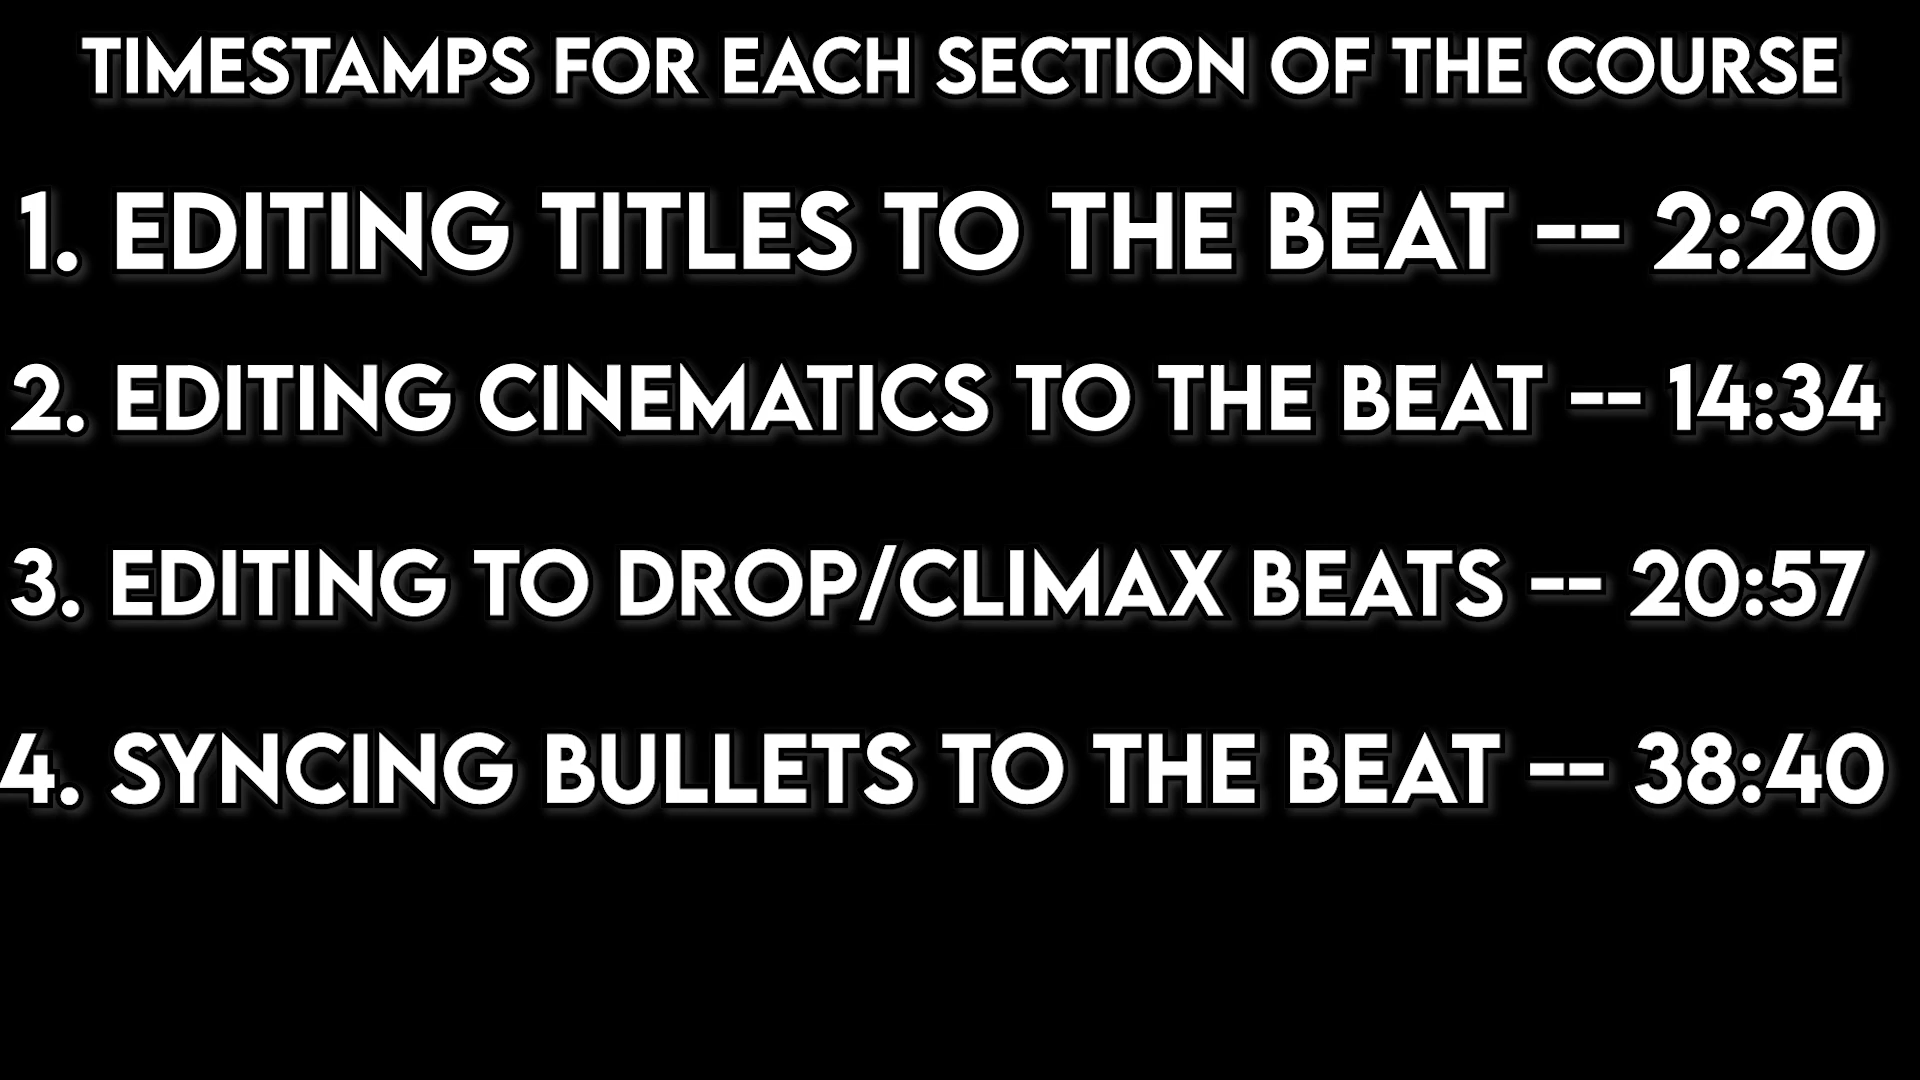 TIMESTAMPS FOR EACH SECTION OF THE COURSE
1. EDITING TITLES TO THE BEAT -- 2:20
2. EDITING CINEMATICS TO THE BEAT -- 14:34
3. EDITING TO DROP/CLIMAX BEATS -- 20:57
4. SYNCING BULLETS TO THE BEAT -- 38:40